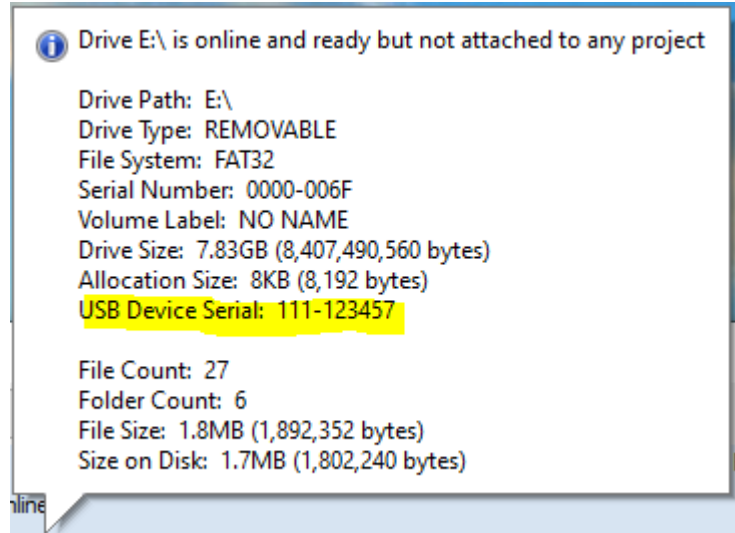 Drive E:\ is online and ready but not attached to any project
Drive Path: E:\
Drive Type: REMOVABLE
File System: FAT32
Serial Number: 0000-006F
Volume Label: NO NAME
Drive Size: 7.83GB (8,407,490,560 bytes)
Allocation Size: 8KB (8,192 bytes)
USB Device Serial: 111-123457
File Count: 27
Folder Count: 6
File Size: 1.8MB (1,892,352 bytes)
Size on Disk: 1.7MB (1,802,240 bytes)